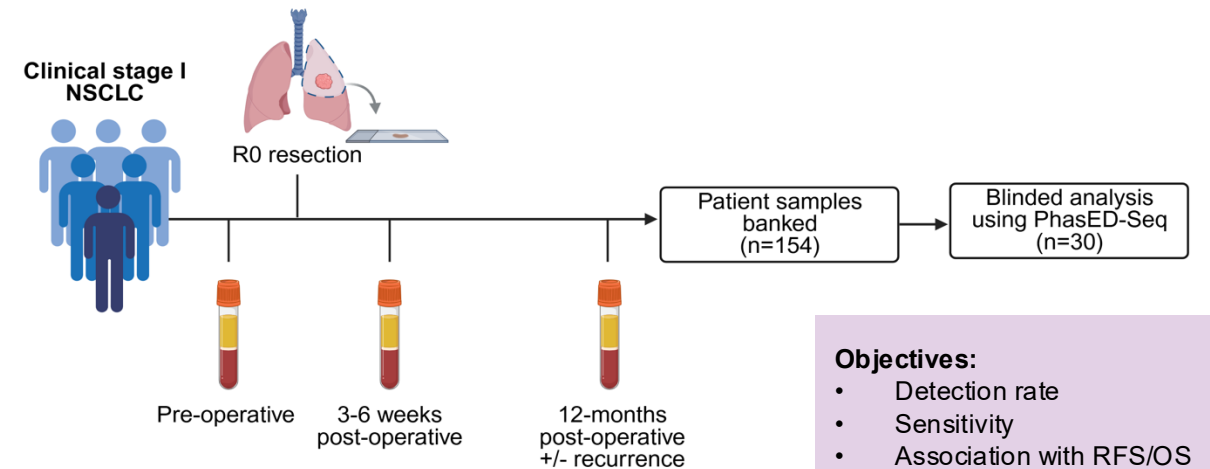 Clinical stage I
NSCLC
R0 resection
Pre-operative
3-6 weeks
post-operative
12-months
post-operative
+/- recurrence
Patient samples
banked
(n=154)
Blinded analysis
using PhasED-Seq
(n=30)
Objectives:
• Detection rate
• Sensitivity
• Association with RFS/OS